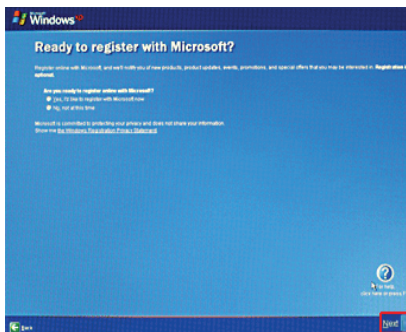 Microsoft
Windows xp
Ready to register with Microsoft?
Register online with Microsoft, and we'll notify you of new products, product updates, events, promotions, and special offers that you may be interested in. Registration is
optional.
Are you ready to register online with Microsoft?
Yes, I'd like to register with Microsoft now
No, not at this time
Microsoft is committed to protecting your privacy and does not share your information.
Show me the Windows Registration Privacy Statement
?
For help,
click here or press F
Back
Next